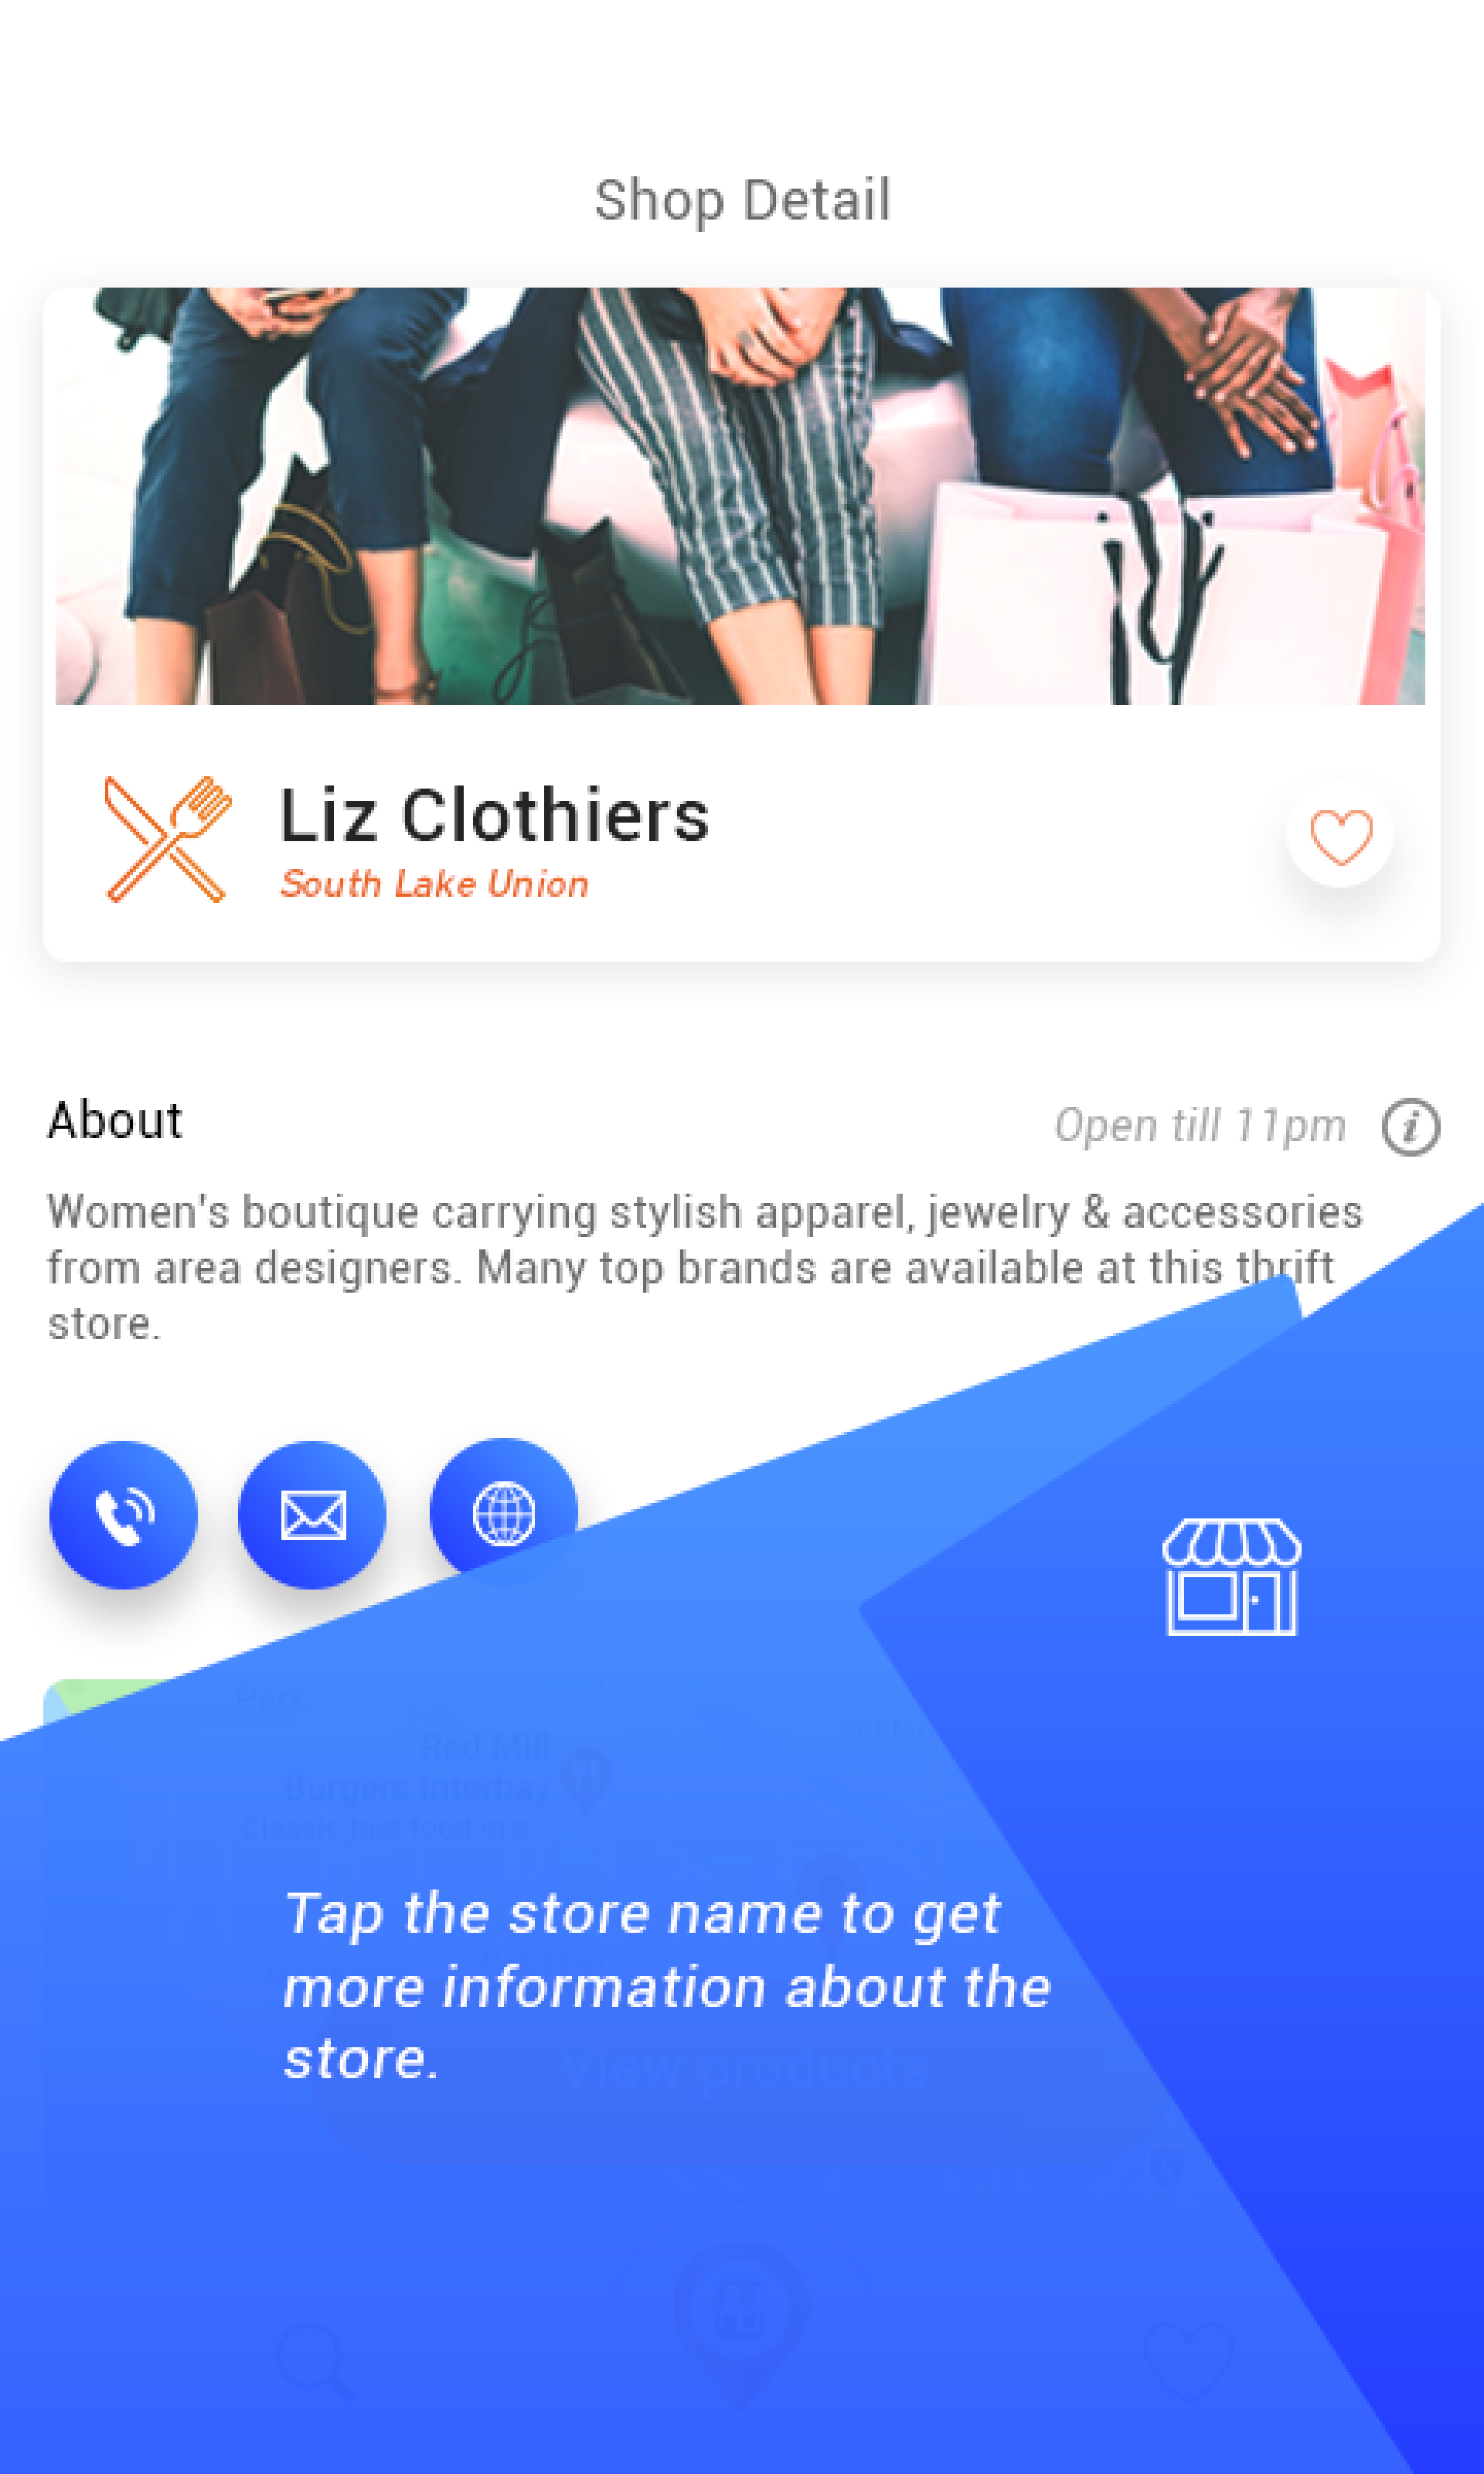 Shop Detail
Liz Clothiers
South Lake Union
About
Open till 11pm
Women's boutique carrying stylish apparel, jewelry & accessories
from area designers. Many top brands are available at this thrift
store.
Park
Red Mill
Burgers Interbay
Classic fast food in a...
Tap the store name to get
more information about the
store.
View products